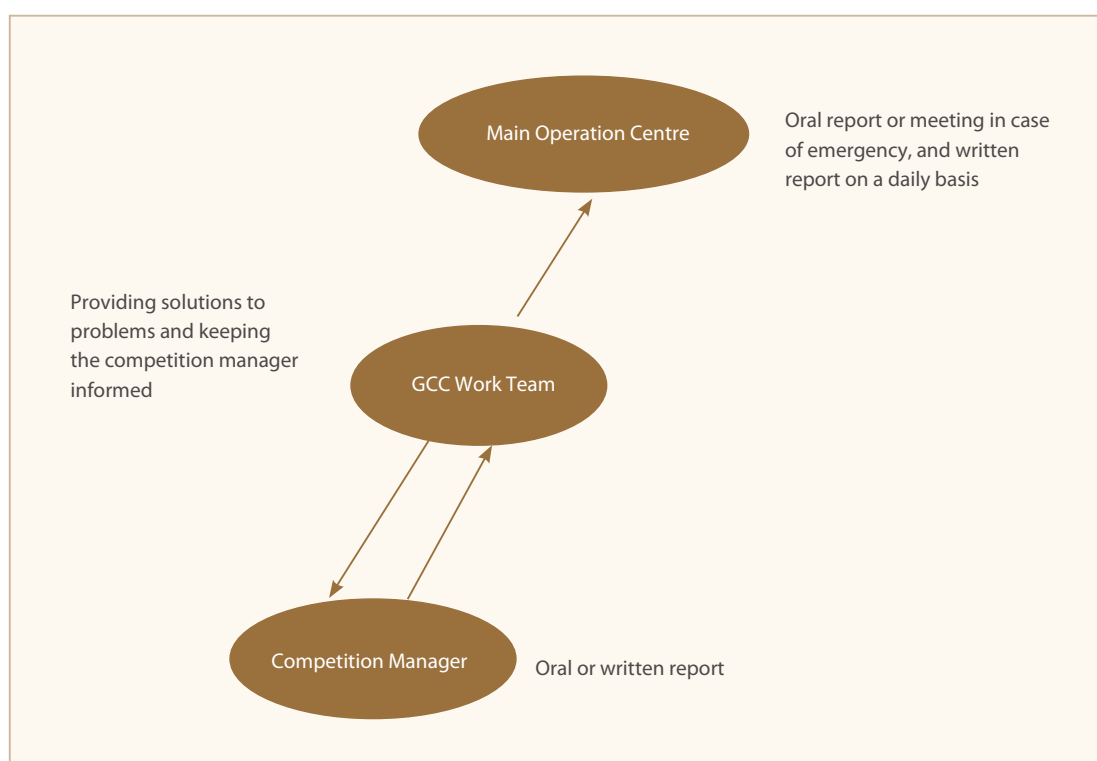 Main Operation Centre
Oral report or meeting in case
of emergency, and written
report on a daily basis
Providing solutions to
problems and keeping
the competition manager
informed
GCC Work Team
Competition Manager
Oral or written report